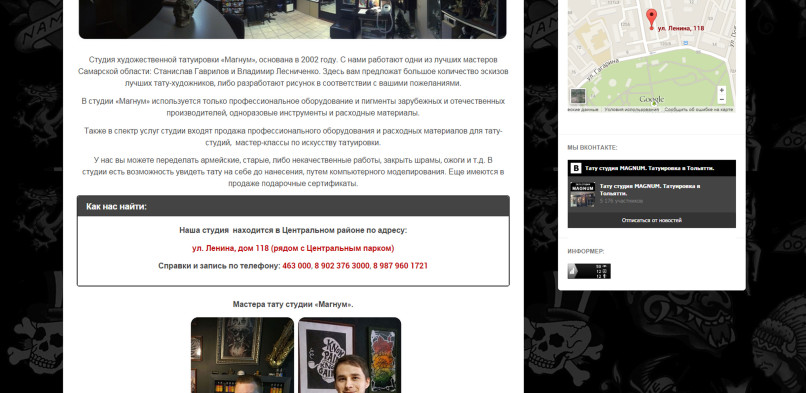 Студия художественной татуировки «Магнум», основана в 2002 году. С нами работают одни из лучших мастеров
Самарской области: Станислав Гаврилов и Владимир Лесниченко. Здесь вам предложат большое количество эскизов
лучших тату-художников, либо разработают рисунок в соответствии с вашими пожеланиями.
В студии «Магнум» используется только профессиональное оборудование и пигменты зарубежных и отечественных
производителей, одноразовые инструменты и расходные материалы.
Также в спектр услуг студии входят продажа профессионального оборудования и расходных материалов для тату-
студий, мастер-классы по искусству татуировки.
У нас вы можете переделать армейские, старые, либо некачественные работы, закрыть шрамы, ожоги и т.д. В
студии есть возможность увидеть тату на себе до нанесения, путем компьютерного моделирования. Еще имеются в
продаже подарочные сертификаты.
Как нас найти:
Наша студия находится в Центральном районе по адресу:
ул. Ленина, дом 118 (рядом с Центральным парком)
Справки и запись по телефону: 463 000, 8 902 376 3000, 8 987 960 1721
Мастера тату студии «Магнум».
KNOW
PAIN
ул. Ленина, 118
ул. Гагарина
Google
Условия использования
Сообщить об ошибке на карте
МЫ ВКОНТАКТЕ:
В Тату студия MAGNUM. Татуировка в Тольятти.
MAGNUM
Тату студия MAGNUM. Татуировка в
Тольятти.
5 176 участников
Отписаться от новостей
ИНФОРМЕР:
NAM